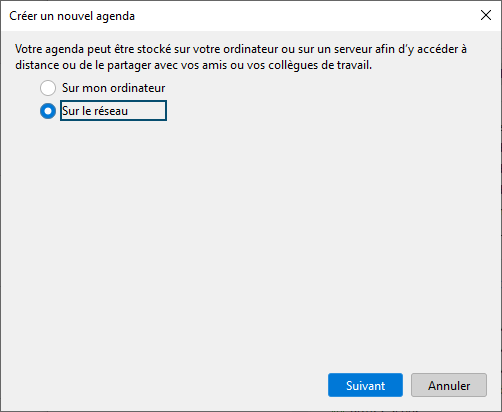 Créer un nouvel agenda
Votre agenda peut être stocké sur votre ordinateur ou sur un serveur afin d’y accéder à
distance ou de le partager avec vos amis ou vos collègues de travail.
Sur mon ordinateur
Sur le réseau
Suivant
Annuler